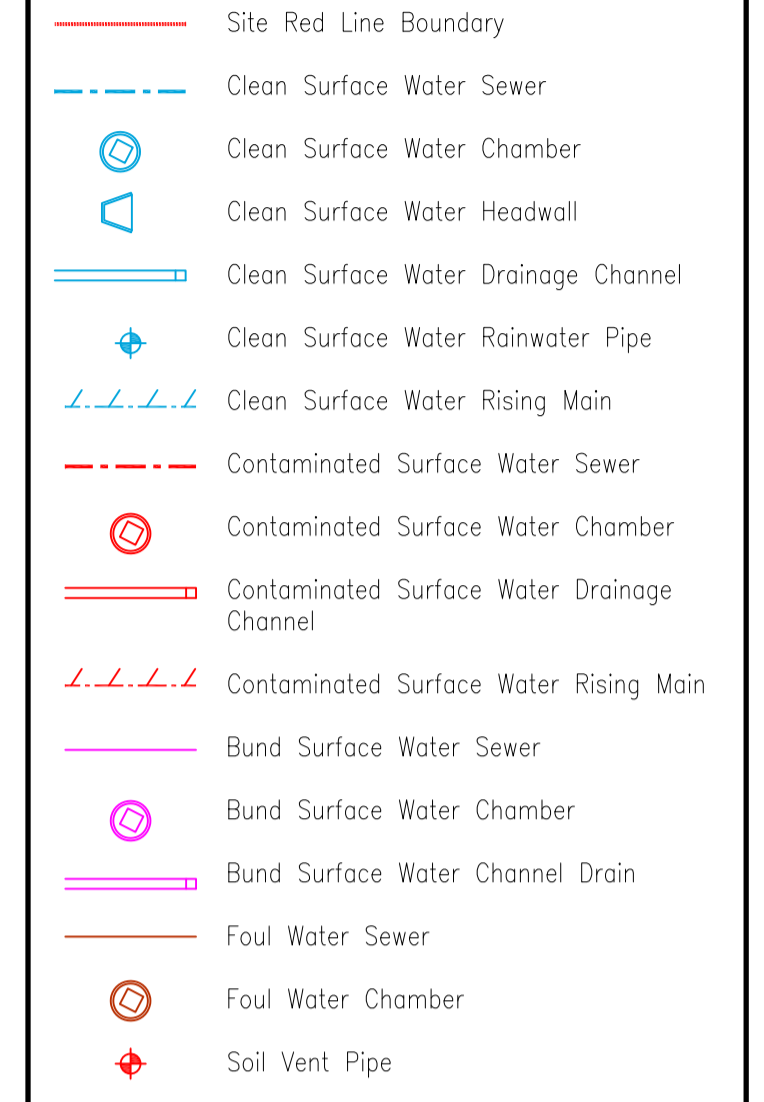 Site Red Line Boundary
Clean Surface Water Sewer
Clean Surface Water Chamber
Clean Surface Water Headwall
Clean Surface Water Drainage Channel
Clean Surface Water Rainwater Pipe
Clean Surface Water Rising Main
Contaminated Surface Water Sewer
Contaminated Surface Water Chamber
Contaminated Surface Water Drainage
Channel
Contaminated Surface Water Rising Main
Bund Surface Water Sewer
Bund Surface Water Chamber
Bund Surface Water Channel Drain
Foul Water Sewer
Foul Water Chamber
Soil Vent Pipe